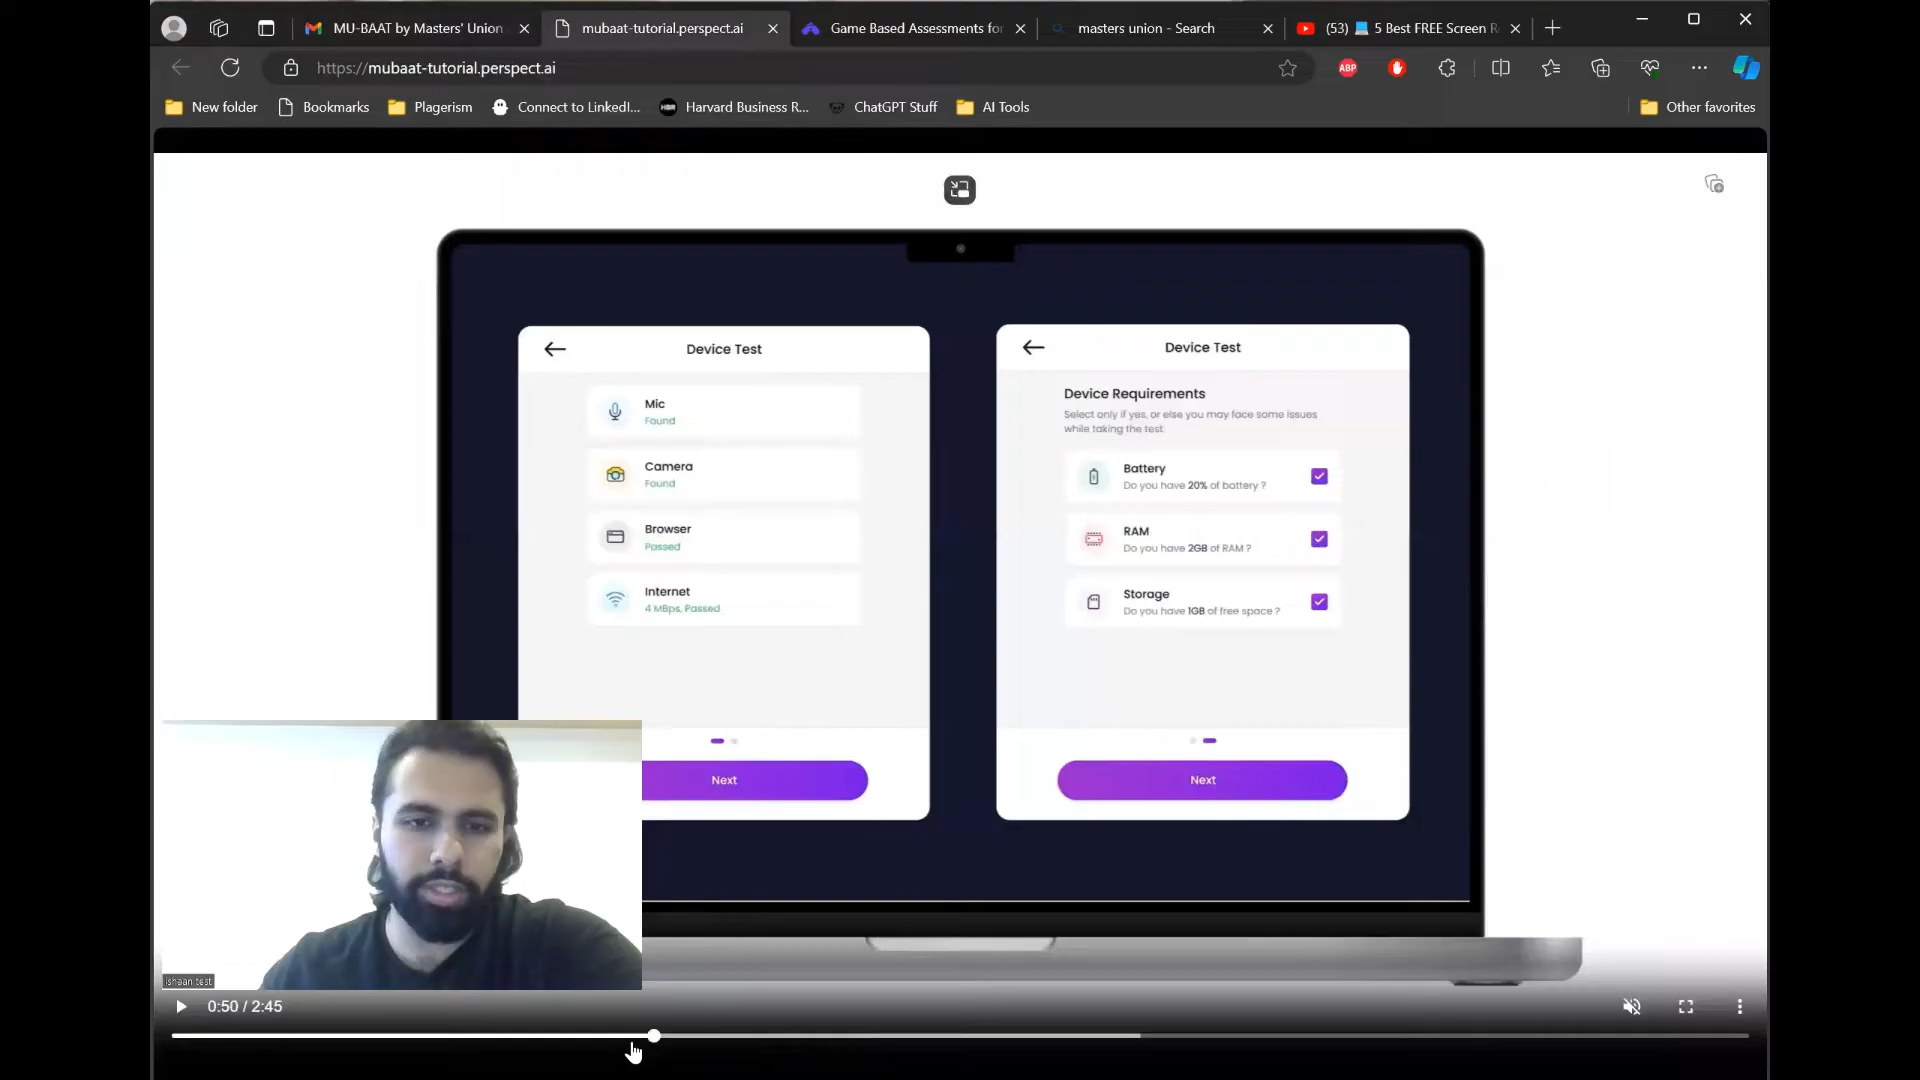 MU-BAAT by Masters' Union
mubaat-tutorial.perspect.ai
Game Based Assessments for
masters union - Search
(53) 💻 5 Best FREE Screen R
https://mubaat-tutorial.perspect.ai
ABP
New folder
Bookmarks
Plagerism
Connect to LinkedI...
HBR
Harvard Business R...
ChatGPT Stuff
AI Tools
Other favorites
Device Test
Mic
Found
Camera
Found
Browser
Passed
Internet
4 MBps, Passed
Next
Device Test
Device Requirements
Select only if yes, or else you may face some issues
while taking the test.
Battery
Do you have 20% of battery ?
RAM
Do you have 2GB of RAM ?
Storage
Do you have 1GB of free space ?
Next
ishaan test
0:50 / 2:45